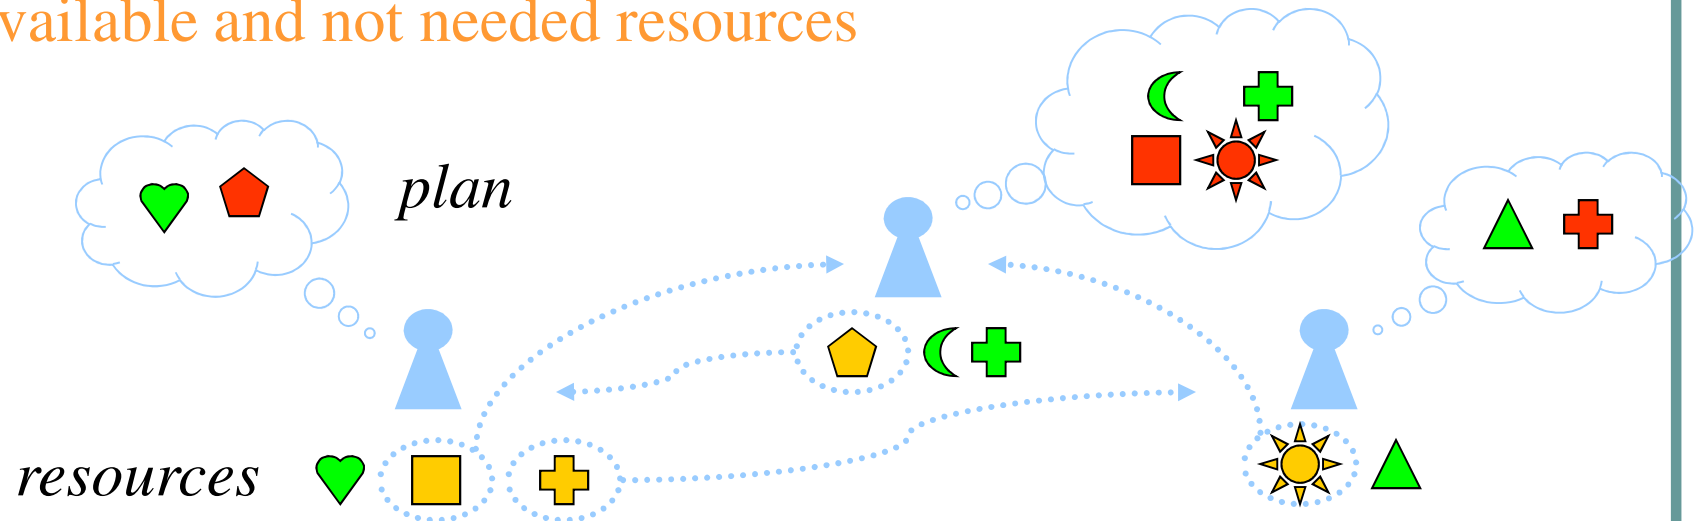 vailable and not needed resources
plan
resources